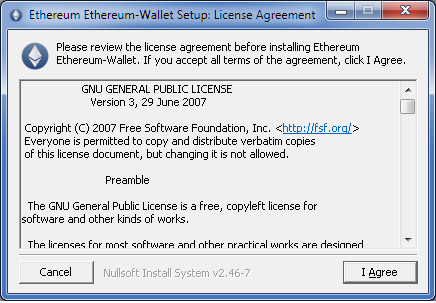 Ethereum Ethereum-Wallet Setup: License Agreement
Please review the license agreement before installing Ethereum
Ethereum-Wallet. If you accept all terms of the agreement, click I Agree.
GNU GENERAL PUBLIC LICENSE
Version 3, 29 June 2007
Copyright (C) 2007 Free Software Foundation, Inc. <http://fsf.org/>
Everyone is permitted to copy and distribute verbatim copies
of this license document, but changing it is not allowed.
Preamble
The GNU General Public License is a free, copyleft license for
software and other kinds of works.
The licenses for most software and other practical works are designed
Cancel Nullsoft Install System v2.46-7 I Agree